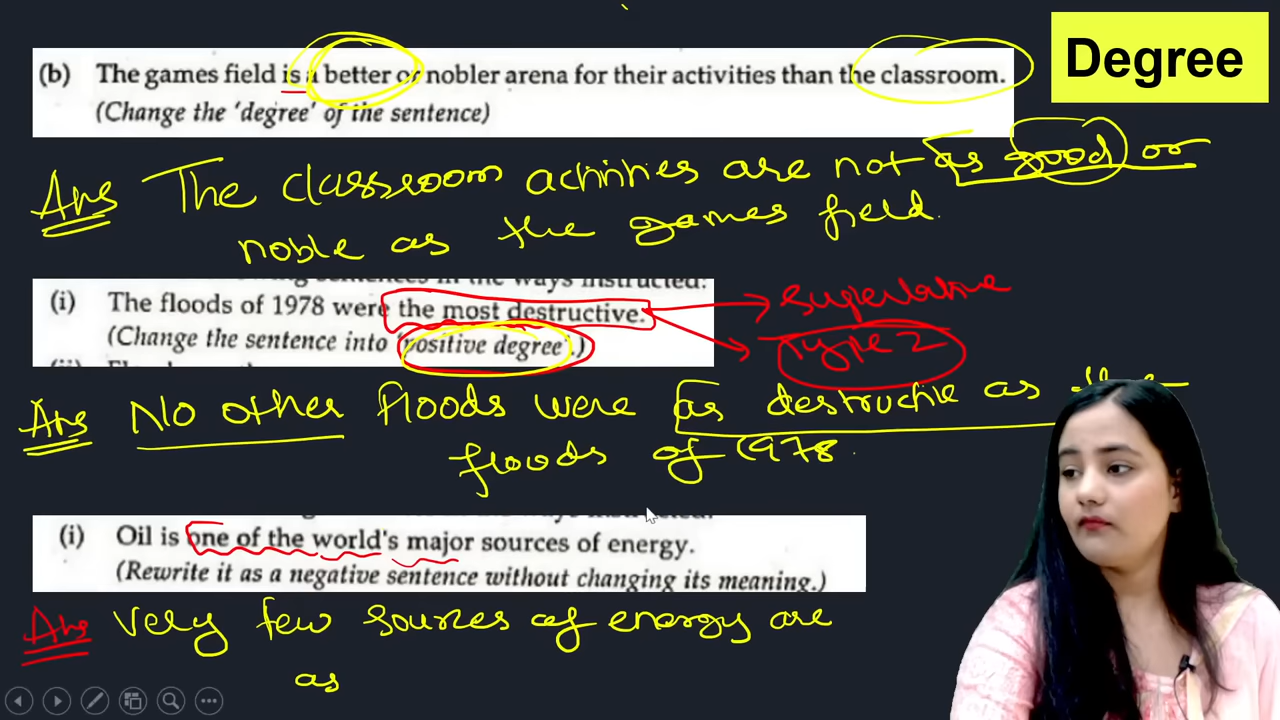 Degree
(b) The games field is a better or nobler arena for their activities than the classroom.
(Change the 'degree' of the sentence)
Ans The classroom activities are not as good or
noble as the games field.
(i) The floods of 1978 were the most destructive.
(Change the sentence into 'positive degree'.)
Superlative
Type 2
Ans No other floods were as destructive as the
floods of 1978.
(i) Oil is one of the world's major sources of energy.
(Rewrite it as a negative sentence without changing its meaning.)
Ans Very few sources of energy are
as